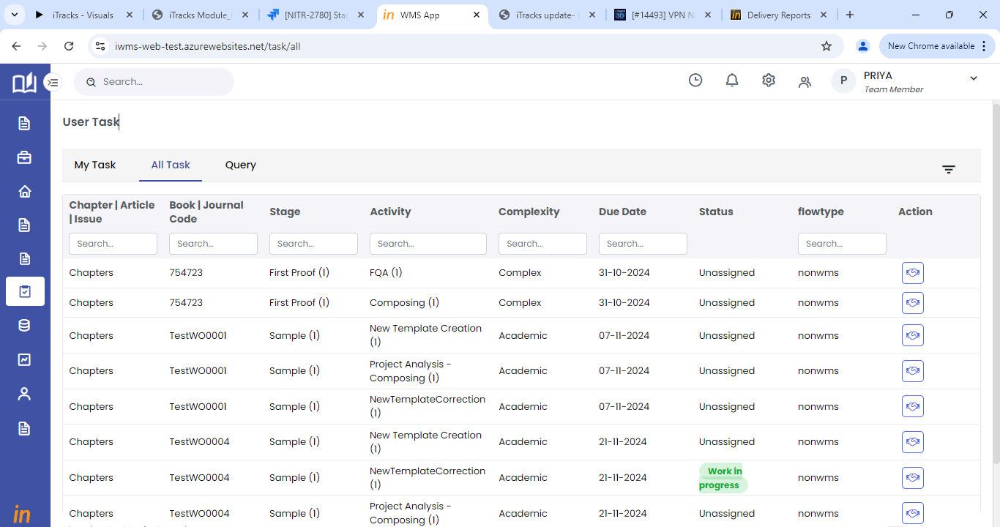 iTracks - Visuals
iTracks Module_
[NITR-2780] Sta
WMS App
iTracks update-
[#14493] VPN N
Delivery Reports
iwms-web-test.azurewebsites.net/task/all
New Chrome available
Search...
P
PRIYA
Team Member
User Task
My Task All Task Query
Chapter | Article | Issue
Book | Journal Code
Stage
Activity
Complexity
Due Date
Status
flowtype
Action
Search... Search... Search... Search... Search... Search... Search...
Chapters 754723 First Proof (1) FQA (1) Complex 31-10-2024 Unassigned nonwms
Chapters 754723 First Proof (1) Composing (1) Complex 31-10-2024 Unassigned nonwms
Chapters TestWO0001 Sample (1) New Template Creation (1) Academic 07-11-2024 Unassigned nonwms
Chapters TestWO0001 Sample (1) Project Analysis - Composing (1) Academic 07-11-2024 Unassigned nonwms
Chapters TestWO0001 Sample (1) NewTemplateCorrection (1) Academic 07-11-2024 Unassigned nonwms
Chapters TestWO0004 Sample (1) New Template Creation (1) Academic 21-11-2024 Unassigned nonwms
Chapters TestWO0004 Sample (1) NewTemplateCorrection (1) Academic 21-11-2024 Work in progress nonwms
Chapters TestWO0004 Sample (1) Project Analysis - Composing (1) Academic 21-11-2024 Unassigned nonwms
in